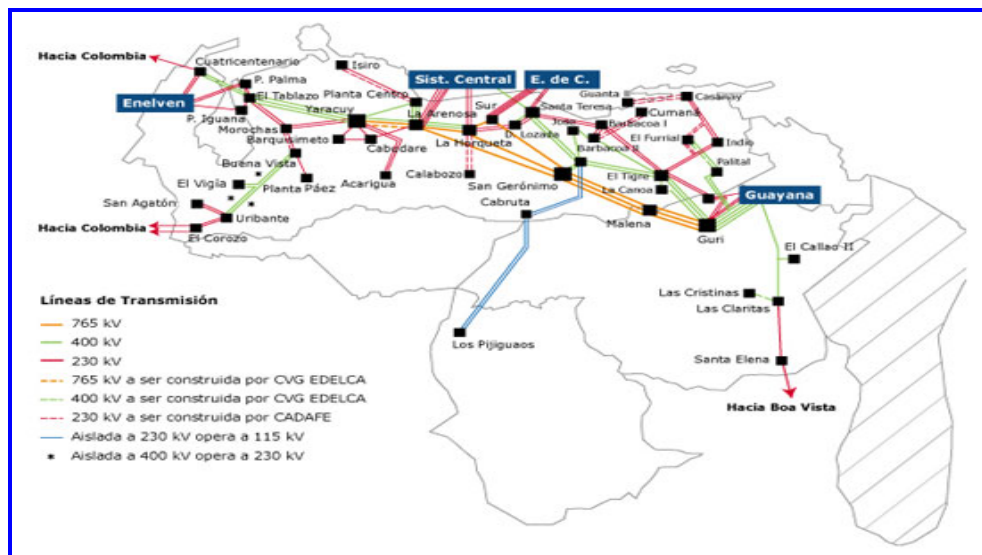 Hacia Colombia
Cuatricentenario
Isiro
Sist. Central
E. de C.
P. Palma
Planta Centro
Enelven
El Tablazo
Yaracuy
La Arenosa
Sur
Santa Teresa
Guanta II
Casanay
Cumana
P. Iguana
Morochas
Jose
Barbacoa I
El Furrial
Indio
Barquisimeto
Cabudare
La Horqueta
D. Lozada
Barbacoa II
Palital
Buena Vista
El Vigía
Planta Páez
Acarigua
Calabozo
San Gerónimo
El Tigre
La Canoa
Guayana
San Agatón
Uribante
Cabruta
Malena
Guri
Hacia Colombia
El Corozo
El Callao II
Las Cristinas
Las Claritas
Los Pijiguaos
Santa Elena
Hacia Boa Vista
Líneas de Transmisión
765 kV
400 kV
230 kV
765 kV a ser construida por CVG EDELCA
400 kV a ser construida por CVG EDELCA
230 kV a ser construida por CADAFE
Aislada a 230 kV opera a 115 kV
* Aislada a 400 kV opera a 230 kV